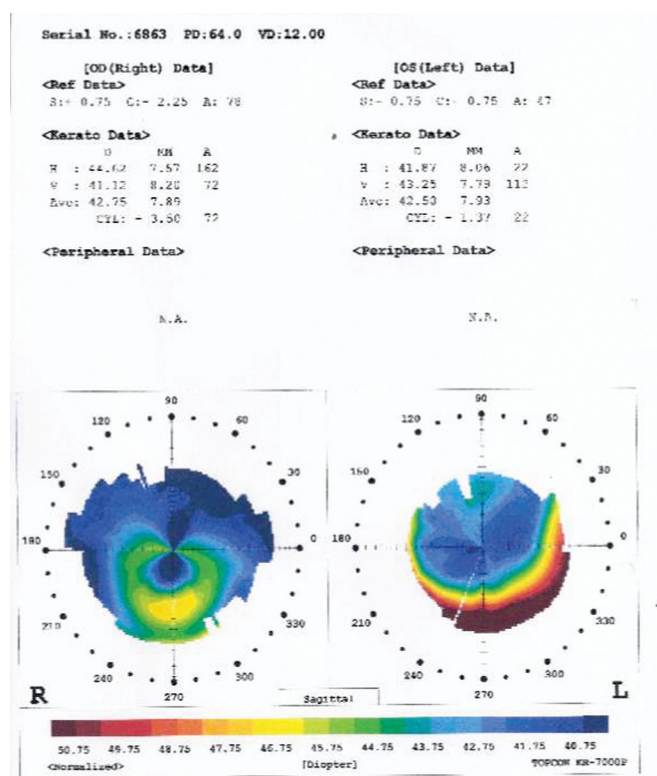 Serial No.:6863 PD:64.0 VD:12.00
[OD(Right) Data]
<Ref Data>
S:+ 0.75 C:- 2.25 A: 78
<Kerato Data>
D MM A
H : 44.62 7.57 162
V : 41.12 8.20 72
Ave: 42.75 7.89
CYL: - 3.50 72
<Peripheral Data>
N.A.
[OS(Left) Data]
<Ref Data>
S:- 0.75 C:- 0.75 A: 47
<Kerato Data>
D MM A
H : 41.87 8.06 22
V : 43.25 7.79 112
Ave: 42.50 7.93
CYL: - 1.37 22
<Peripheral Data>
N.A.
90
120 60
150 30
180 0
210 330
240 300
270
R
90
120 60
150 30
180 0
210 330
240 300
270
L
Sagittal
50.75 49.75 48.75 47.75 46.75 45.75 44.75 43.75 42.75 41.75 40.75
<Normalized> [Diopter] TOPCON KR-7000P